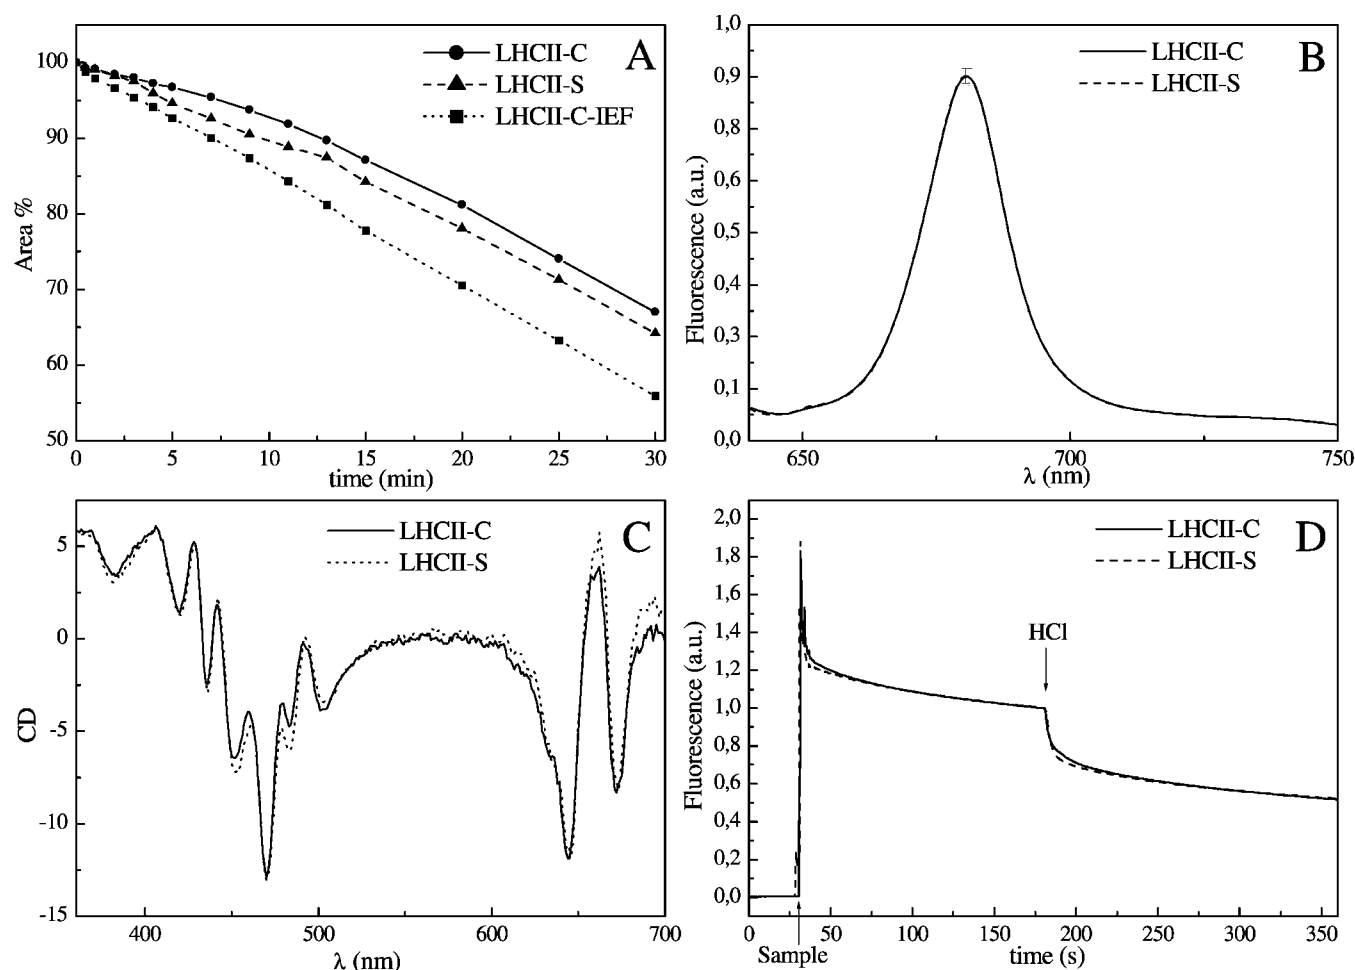 A
LHCII-C
LHCII-S
LHCII-C-IEF
100
90
80
70
60
50
Area %
0
5
10
15
20
25
30
time (min)
B
LHCII-C
LHCII-S
1,0
0,9
0,8
0,6
0,5
0,4
0,3
0,1
0,0
Fluorescence (a.u.)
650
700
750
λ (nm)
C
LHCII-C
LHCII-S
5
0
-5
-10
-15
CD
400
500
600
700
λ (nm)
D
LHCII-C
LHCII-S
HCl
2,0
1,8
1,6
1,4
1,2
1,0
0,8
0,6
0,4
0,2
0,0
Fluorescence (a.u.)
0
50
100
150
200
250
300
350
Sample
time (s)